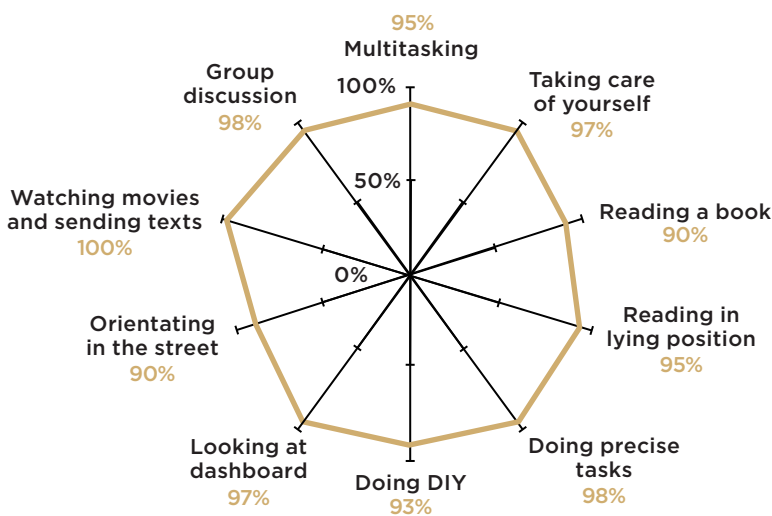 95%
Multitasking
100%
50%
0%
Taking care
of yourself
97%
Reading a book
90%
Reading in
lying position
95%
Doing precise
tasks
98%
Doing DIY
93%
Looking at
dashboard
97%
Orientating
in the street
90%
Watching movies
and sending texts
100%
Group
discussion
98%